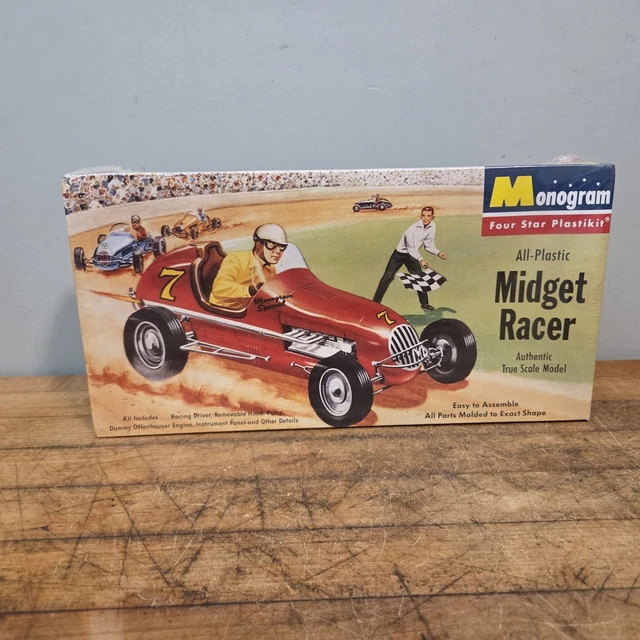 Monogram
Four Star Plastikit®
All-Plastic
Midget
Racer
Authentic
True Scale Model
7
Monogram
Special
7
Kit Includes . . . Racing Driver, Removable Hood, Pump,
Dummy Offenhauser Engine, Instrument Panel and Other Details
Easy to Assemble
All Parts Molded to Exact Shape